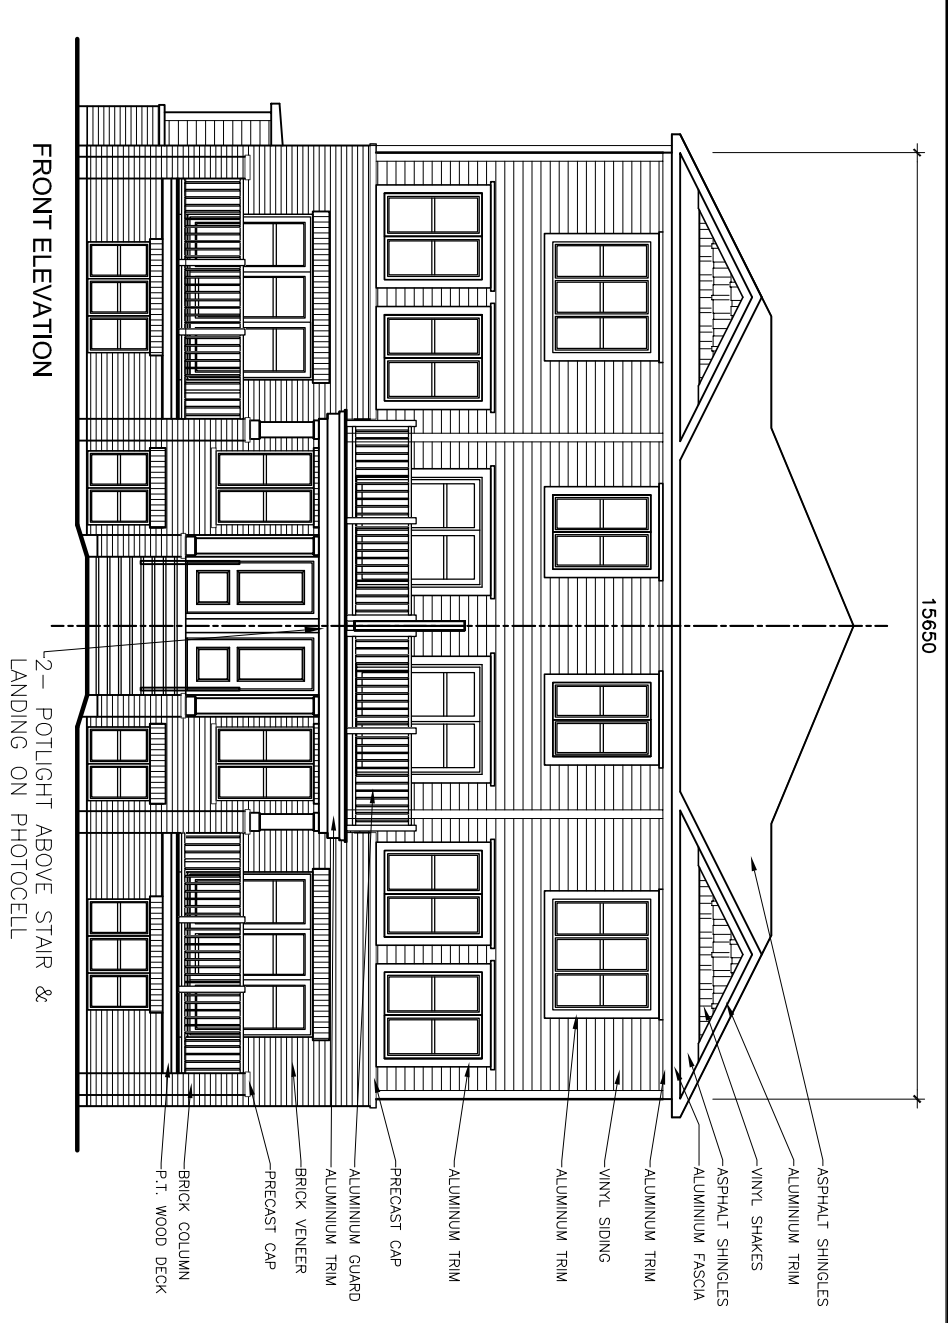 15650
ASPHALT SHINGLES
ALUMINIUM TRIM
VINYL SHAKES
ASPHALT SHINGLES
ALUMINIUM FASCIA
ALUMINUM TRIM
VINYL SIDING
ALUMINUM TRIM
ALUMINUM TRIM
PRECAST CAP
ALUMINIUM GUARD
ALUMINIUM TRIM
BRICK VENEER
PRECAST CAP
BRICK COLUMN
P.T. WOOD DECK
FRONT ELEVATION
2- POTLIGHT ABOVE STAIR &
LANDING ON PHOTOCELL